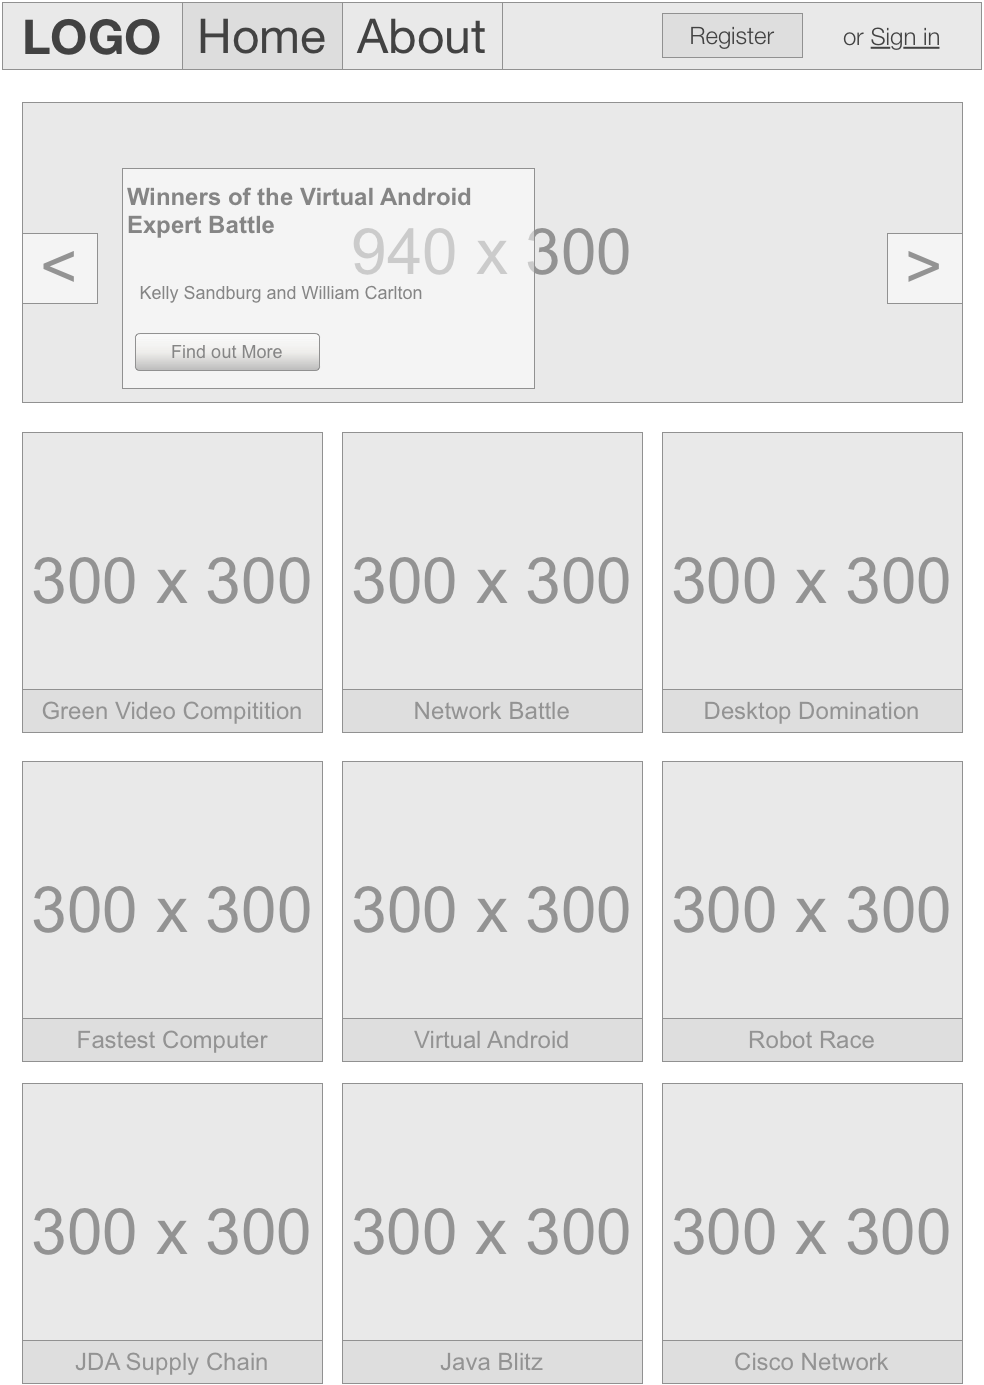 LOGO Home About Register or Sign in
Winners of the Virtual Android
Expert Battle
940 x 300
< >
Kelly Sandburg and William Carlton
Find out More
300 x 300 300 x 300 300 x 300
Green Video Compitition Network Battle Desktop Domination
300 x 300 300 x 300 300 x 300
Fastest Computer Virtual Android Robot Race
300 x 300 300 x 300 300 x 300
JDA Supply Chain Java Blitz Cisco Network